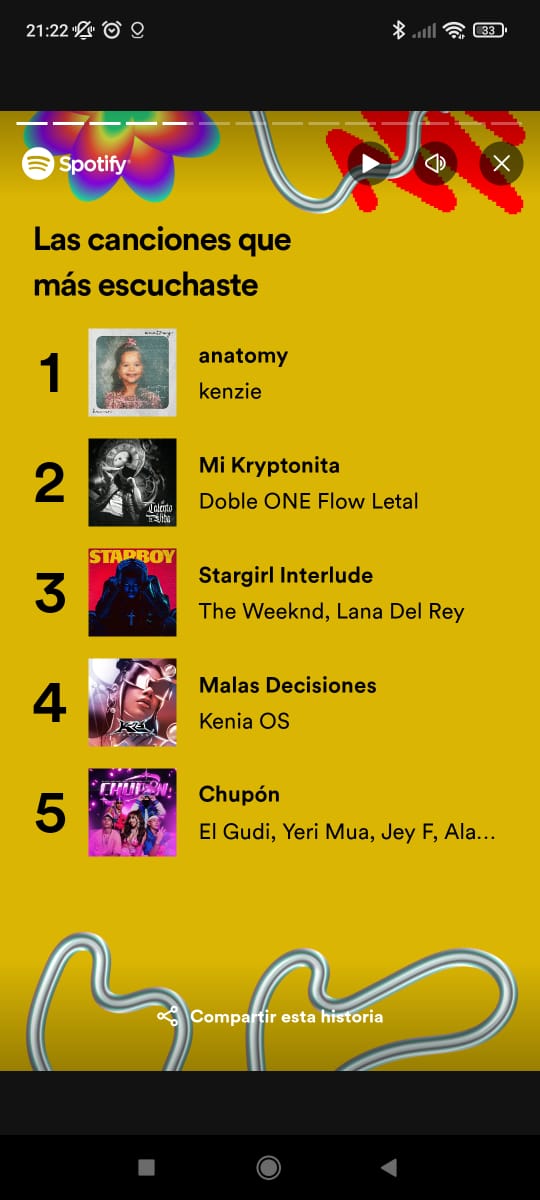 21:22
33
Spotify
Las canciones que
más escuchaste
1
anatomy
kenzie
2
Mi Kryptonita
Doble ONE Flow Letal
3
STARBOY
Stargirl Interlude
The Weeknd, Lana Del Rey
4
Malas Decisiones
Kenia OS
5
CHUPÓN
Chupón
El Gudi, Yeri Mua, Jey F, Ala...
Compartir esta historia